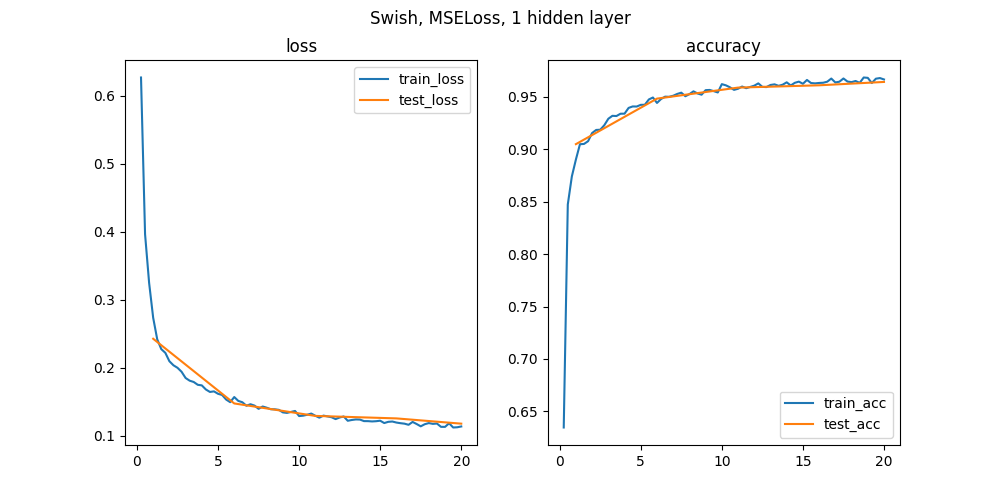 Swish, MSELoss, 1 hidden layer
loss
train_loss
test_loss
0.6
0.5
0.4
0.3
0.2
0.1
0 5 10 15 20
accuracy
0.95
0.90
0.85
0.80
0.75
0.70
0.65
train_acc
test_acc
0 5 10 15 20